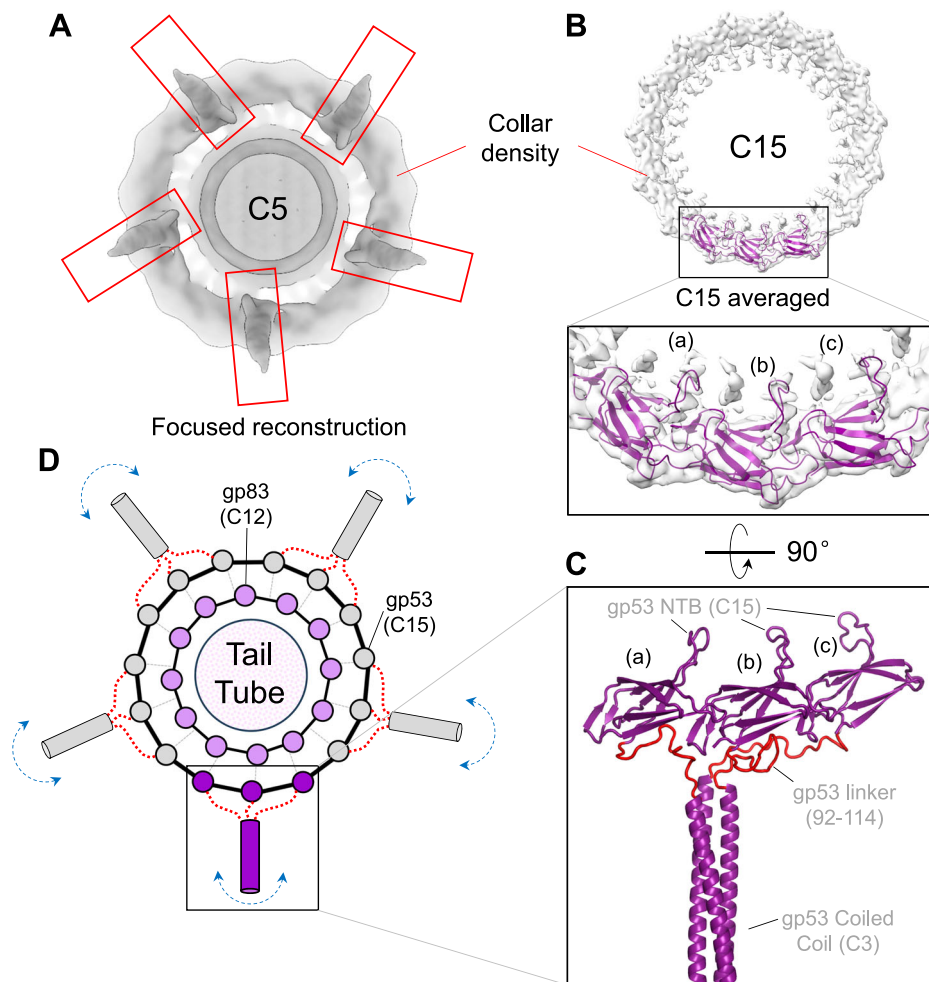 A
B
C5
Collar
density
C15
C15 averaged
Focused reconstruction
(a)
(b)
(c)
90°
D
gp83
(C12)
gp53
(C15)
Tail
Tube
C
gp53 NTB (C15)
(a)
(b)
(c)
gp53 linker
(92-114)
gp53 Coiled
Coil (C3)